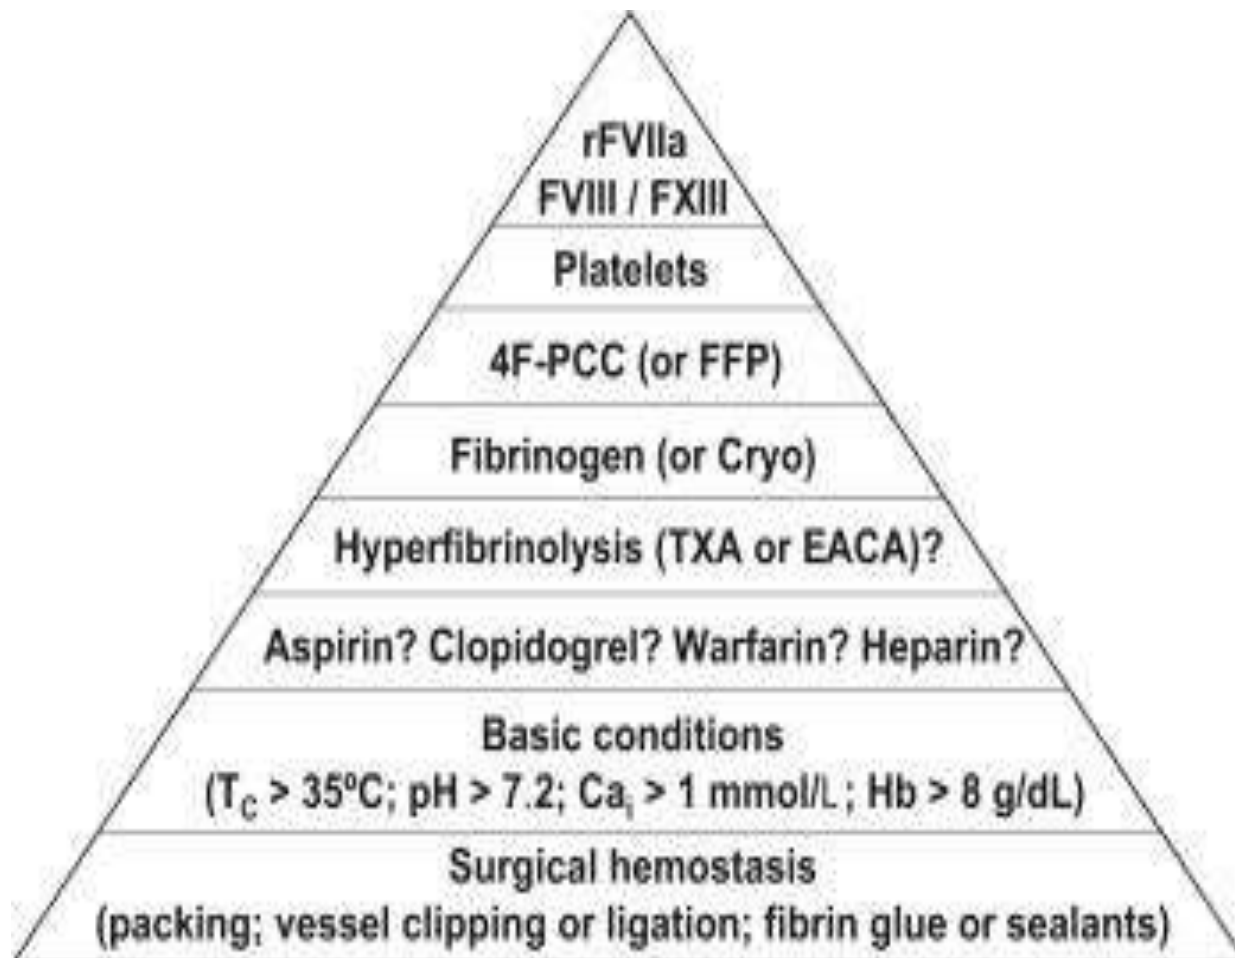 rFVIIa
FVIII / FXIII
Platelets
4F-PCC (or FFP)
Fibrinogen (or Cryo)
Hyperfibrinolysis (TXA or EACA)?
Aspirin? Clopidogrel? Warfarin? Heparin?
Basic conditions
(T_C > 35ºC; pH > 7.2; Ca_i > 1 mmol/L; Hb > 8 g/dL)
Surgical hemostasis
(packing; vessel clipping or ligation; fibrin glue or sealants)